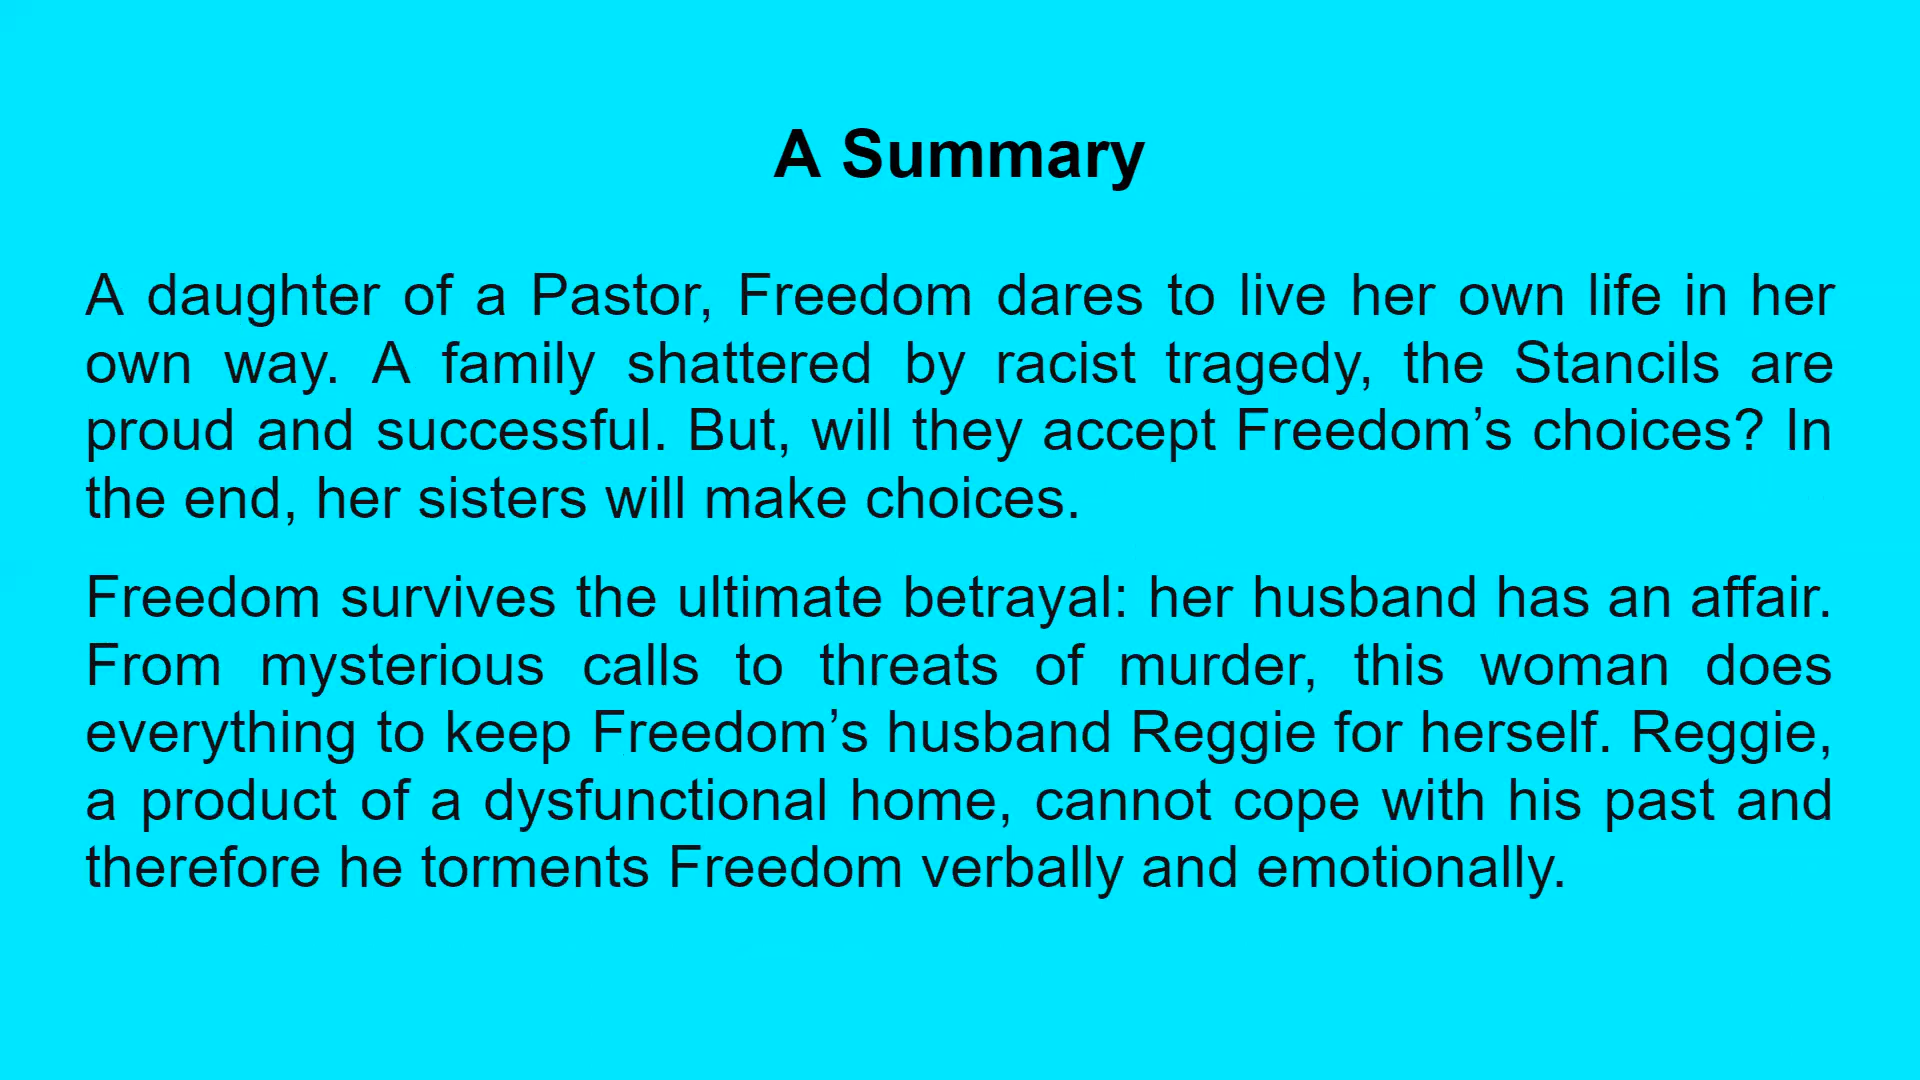 A Summary
A daughter of a Pastor, Freedom dares to live her own life in her
own way. A family shattered by racist tragedy, the Stancils are
proud and successful. But, will they accept Freedom’s choices? In
the end, her sisters will make choices.
Freedom survives the ultimate betrayal: her husband has an affair.
From mysterious calls to threats of murder, this woman does
everything to keep Freedom’s husband Reggie for herself. Reggie,
a product of a dysfunctional home, cannot cope with his past and
therefore he torments Freedom verbally and emotionally.